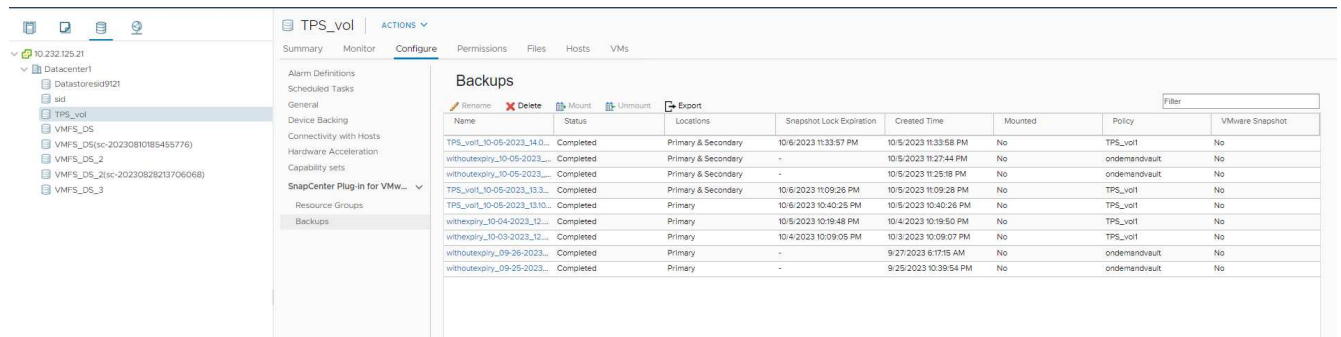 TPS_vol ACTIONS
Summary Monitor Configure Permissions Files Hosts VMs
10.232.125.21
Datacenter1
Datastoresid9121
sid
TPS_vol
VMFS_DS
VMFS_DS(sc-20230810185455776)
VMFS_DS_2
VMFS_DS_2(sc-20230828213706068)
VMFS_DS_3
Alarm Definitions
Scheduled Tasks
General
Device Backing
Connectivity with Hosts
Hardware Acceleration
Capability sets
SnapCenter Plug-in for VMw...
Resource Groups
Backups
Backups
Rename Delete Mount Unmount Export Filter
Name Status Locations Snapshot Lock Expiration Created Time Mounted Policy VMware Snapshot
TPS_vol1_10-05-2023_14.0... Completed Primary & Secondary 10/6/2023 11:33:57 PM 10/5/2023 11:33:58 PM No TPS_vol1 No
withoutexpiry_10-05-2023_... Completed Primary & Secondary - 10/5/2023 11:27:44 PM No ondemandvault No
withoutexpiry_10-05-2023_... Completed Primary & Secondary - 10/5/2023 11:25:18 PM No ondemandvault No
TPS_vol1_10-05-2023_13.3... Completed Primary & Secondary 10/6/2023 11:09:26 PM 10/5/2023 11:09:28 PM No TPS_vol1 No
TPS_vol1_10-05-2023_13.10... Completed Primary 10/6/2023 10:40:25 PM 10/5/2023 10:40:26 PM No TPS_vol1 No
withexpiry_10-04-2023_12.... Completed Primary 10/5/2023 10:19:48 PM 10/4/2023 10:19:50 PM No TPS_vol1 No
withexpiry_10-03-2023_12.... Completed Primary 10/4/2023 10:09:05 PM 10/3/2023 10:09:07 PM No TPS_vol1 No
withoutexpiry_09-26-2023... Completed Primary - 9/27/2023 6:17:15 AM No ondemandvault No
withoutexpiry_09-25-2023... Completed Primary - 9/25/2023 10:39:54 PM No ondemandvault No